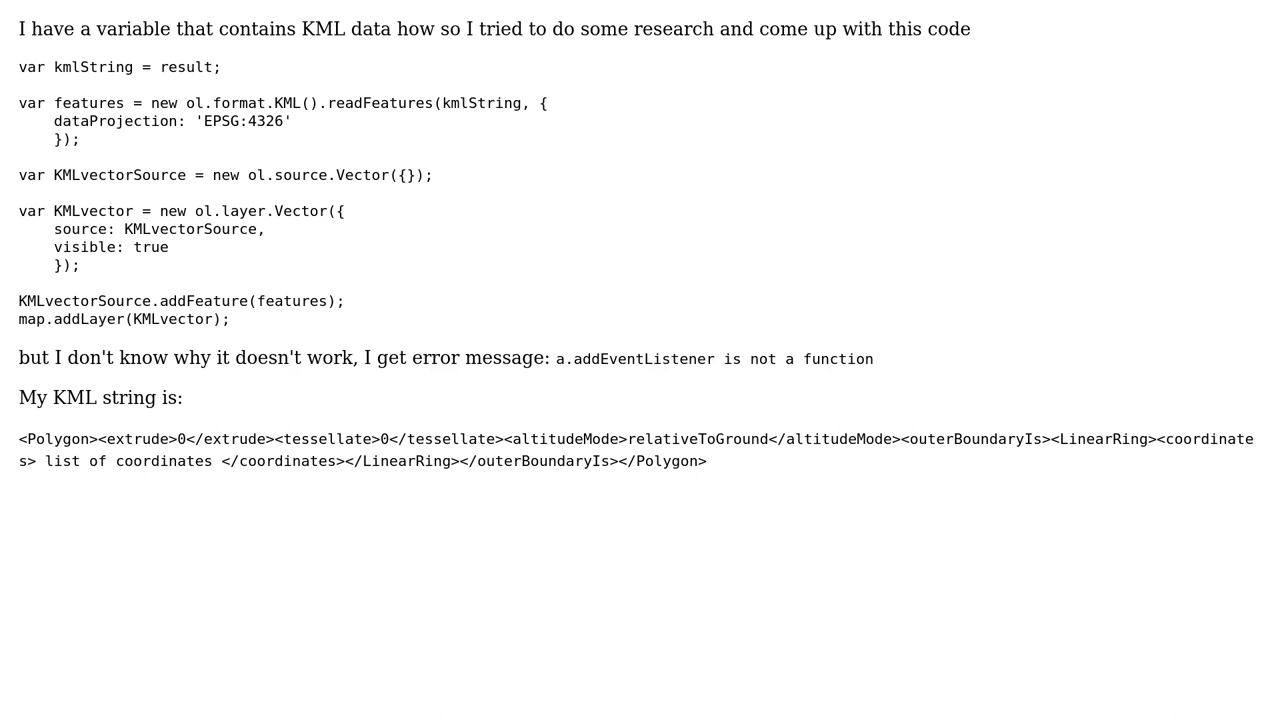 I have a variable that contains KML data how so I tried to do some research and come up with this code
var kmlString = result;
var features = new ol.format.KML().readFeatures(kmlString, {
    dataProjection: 'EPSG:4326'
    });
var KMLvectorSource = new ol.source.Vector({});
var KMLvector = new ol.layer.Vector({
    source: KMLvectorSource,
    visible: true
    });
KMLvectorSource.addFeature(features);
map.addLayer(KMLvector);
but I don't know why it doesn't work, I get error message: a.addEventListener is not a function
My KML string is:
<Polygon><extrude>0</extrude><tessellate>0</tessellate><altitudeMode>relativeToGround</altitudeMode><outerBoundaryIs><LinearRing><coordinate
s> list of coordinates </coordinates></LinearRing></outerBoundaryIs></Polygon>